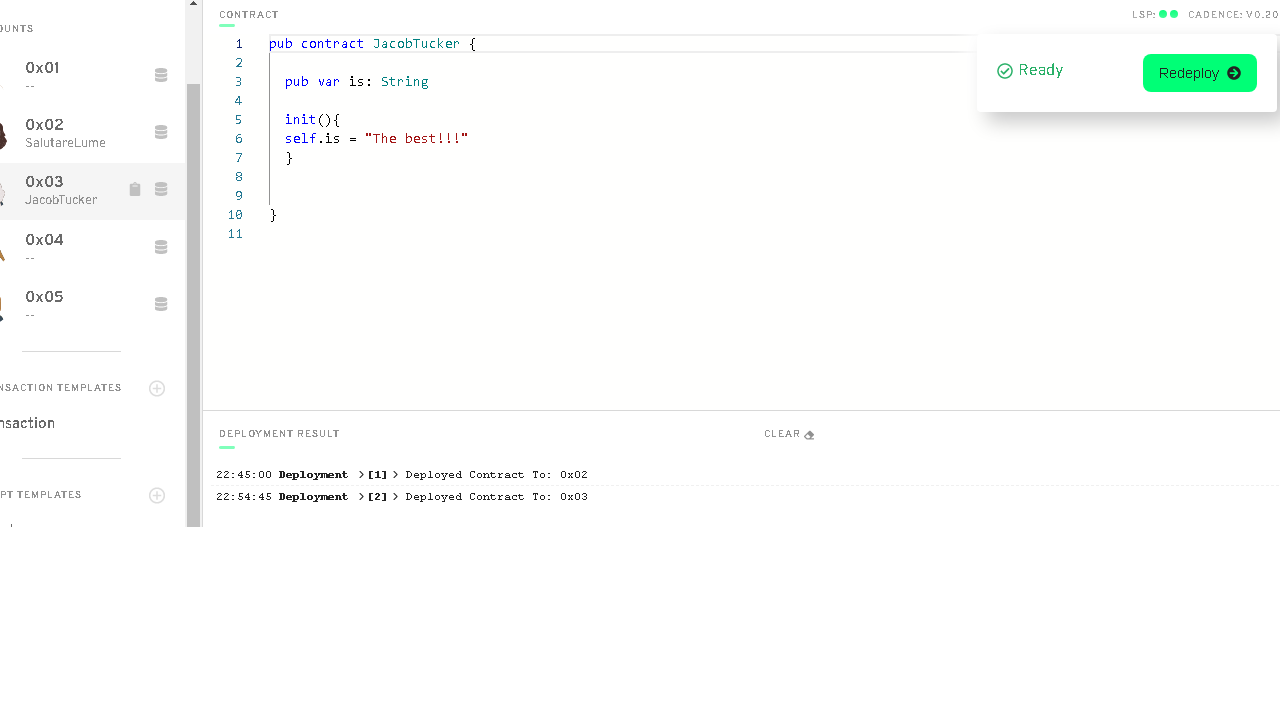 OUNTS
0x01
--
0x02
SalutareLume
0x03
JacobTucker
0x04
--
0x05
--
NSACTION TEMPLATES
nsaction
PT TEMPLATES
CONTRACT
LSP:
CADENCE: V0.20
1 pub contract JacobTucker {
2
3 pub var is: String
4
5 init(){
6 self.is = "The best!!!"
7 }
8
9
10 }
11
Ready
Redeploy
DEPLOYMENT RESULT
CLEAR
22:45:00 Deployment >[1]> Deployed Contract To: 0x02
22:54:45 Deployment >[2]> Deployed Contract To: 0x03